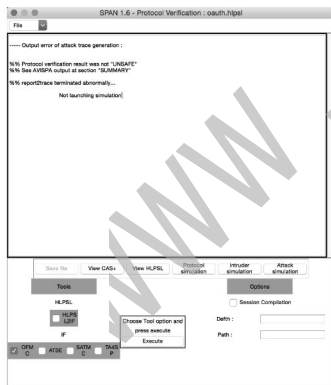 SPAN 1.6 - Protocol Verification : oauth.hlpsl
File
----- Output error of attack trace generation :
%% Protocol verification result was not "UNSAFE"
%% See AVISPA output at section "SUMMARY"
%% report2trace terminated abnormally...
Not launching simulation
Save file
View CAS+
View HLPSL
Protocol
simulation
Intruder
simulation
Attack
simulation
Tools
Options
HLPSL
Session Compilation
HLPS
L2IF
Choose Tool option and
press execute
Execute
Defth :
IF
Path :
OFM
C
ATSE
SATM
C
TA4S
P